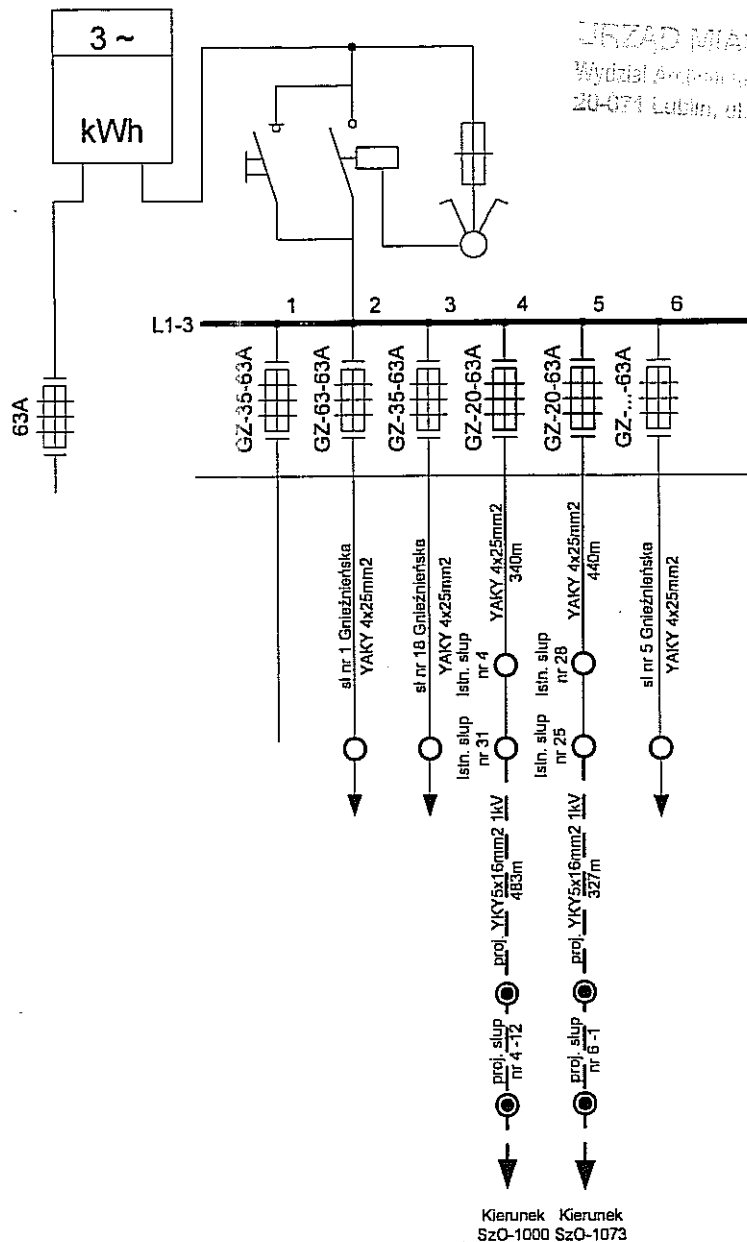 3 ~
kWh
URZĄD MIA
Wydział
20-071 Lublin, ul.
63A
L1-3
1
2
3
4
5
6
GZ-35-63A
GZ-63-63A
GZ-35-63A
GZ-20-63A
GZ-20-63A
GZ-...-63A
sł nr 1 Gnieźnieńska
YAKY 4x25mm2
sł nr 18 Gnieźnieńska
YAKY 4x25mm2
YAKY 4x25mm2
340m
YAKY 4x25mm2
440m
sł nr 5 Gnieźnieńska
YAKY 4x25mm2
Istn. słup
nr 4
Istn. słup
nr 28
Istn. słup
nr 31
Istn. słup
nr 25
proj. YKY5x16mm2 1kV
483m
proj. YKY5x16mm2 1kV
327m
proj. słup
nr 4 -12
proj. słup
nr 6 -1
Kierunek
SzO-1000
Kierunek
SzO-1073